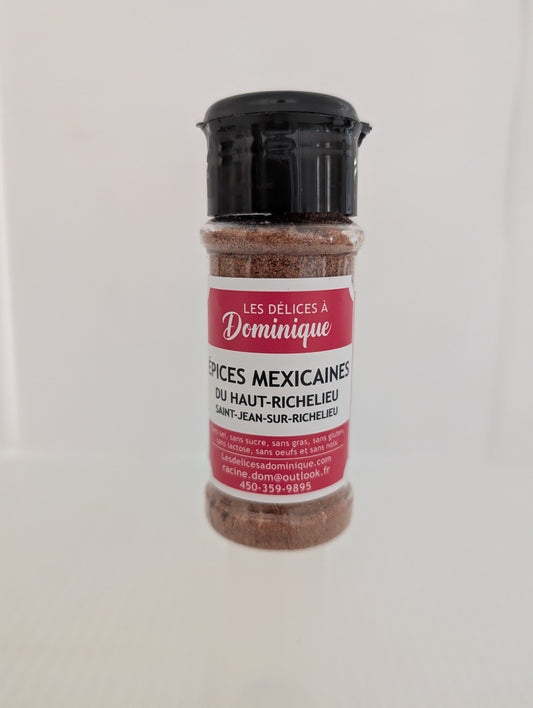 LES DÉLICES À
Dominique
ÉPICES MEXICAINES
DU HAUT-RICHELIEU
SAINT-JEAN-SUR-RICHELIEU
sans sel, sans sucre, sans gras, sans gluten,
sans lactose, sans oeufs et sans noix
Lesdelicesadominique.com
racine.dom@outlook.fr
450-359-9895